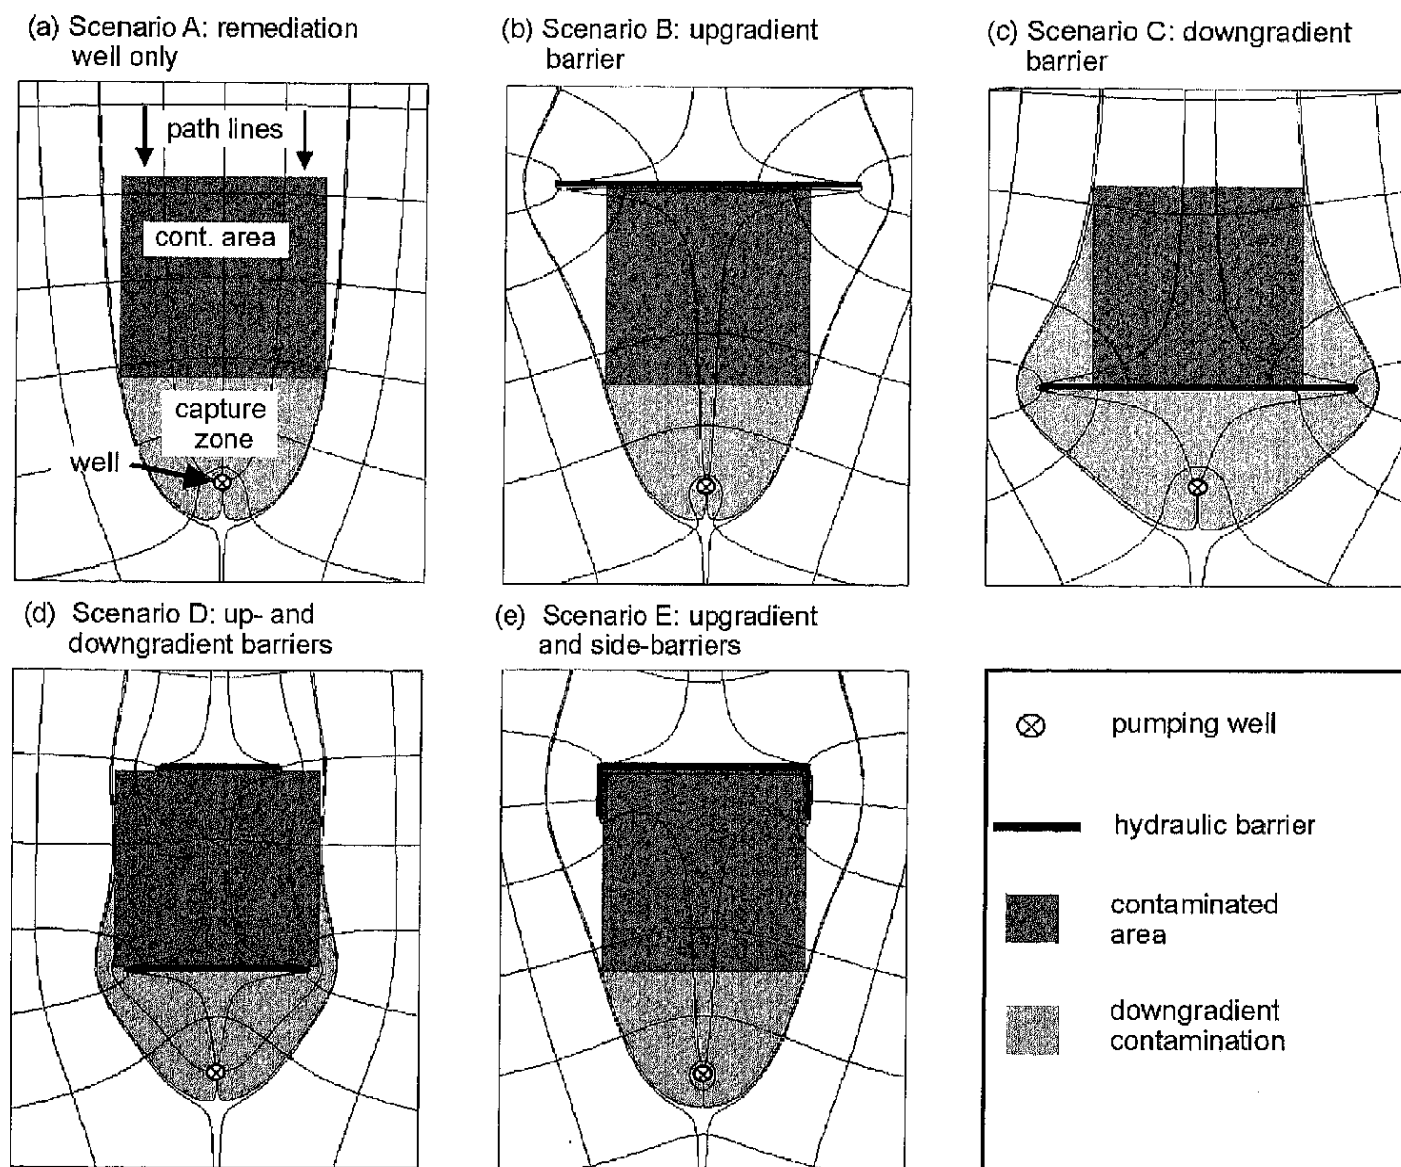 (a) Scenario A: remediation
well only
(b) Scenario B: upgradient
barrier
(c) Scenario C: downgradient
barrier
path lines
cont. area
capture
zone
well
(d) Scenario D: up- and
downgradient barriers
(e) Scenario E: upgradient
and side-barriers
pumping well
hydraulic barrier
contaminated
area
downgradient
contamination